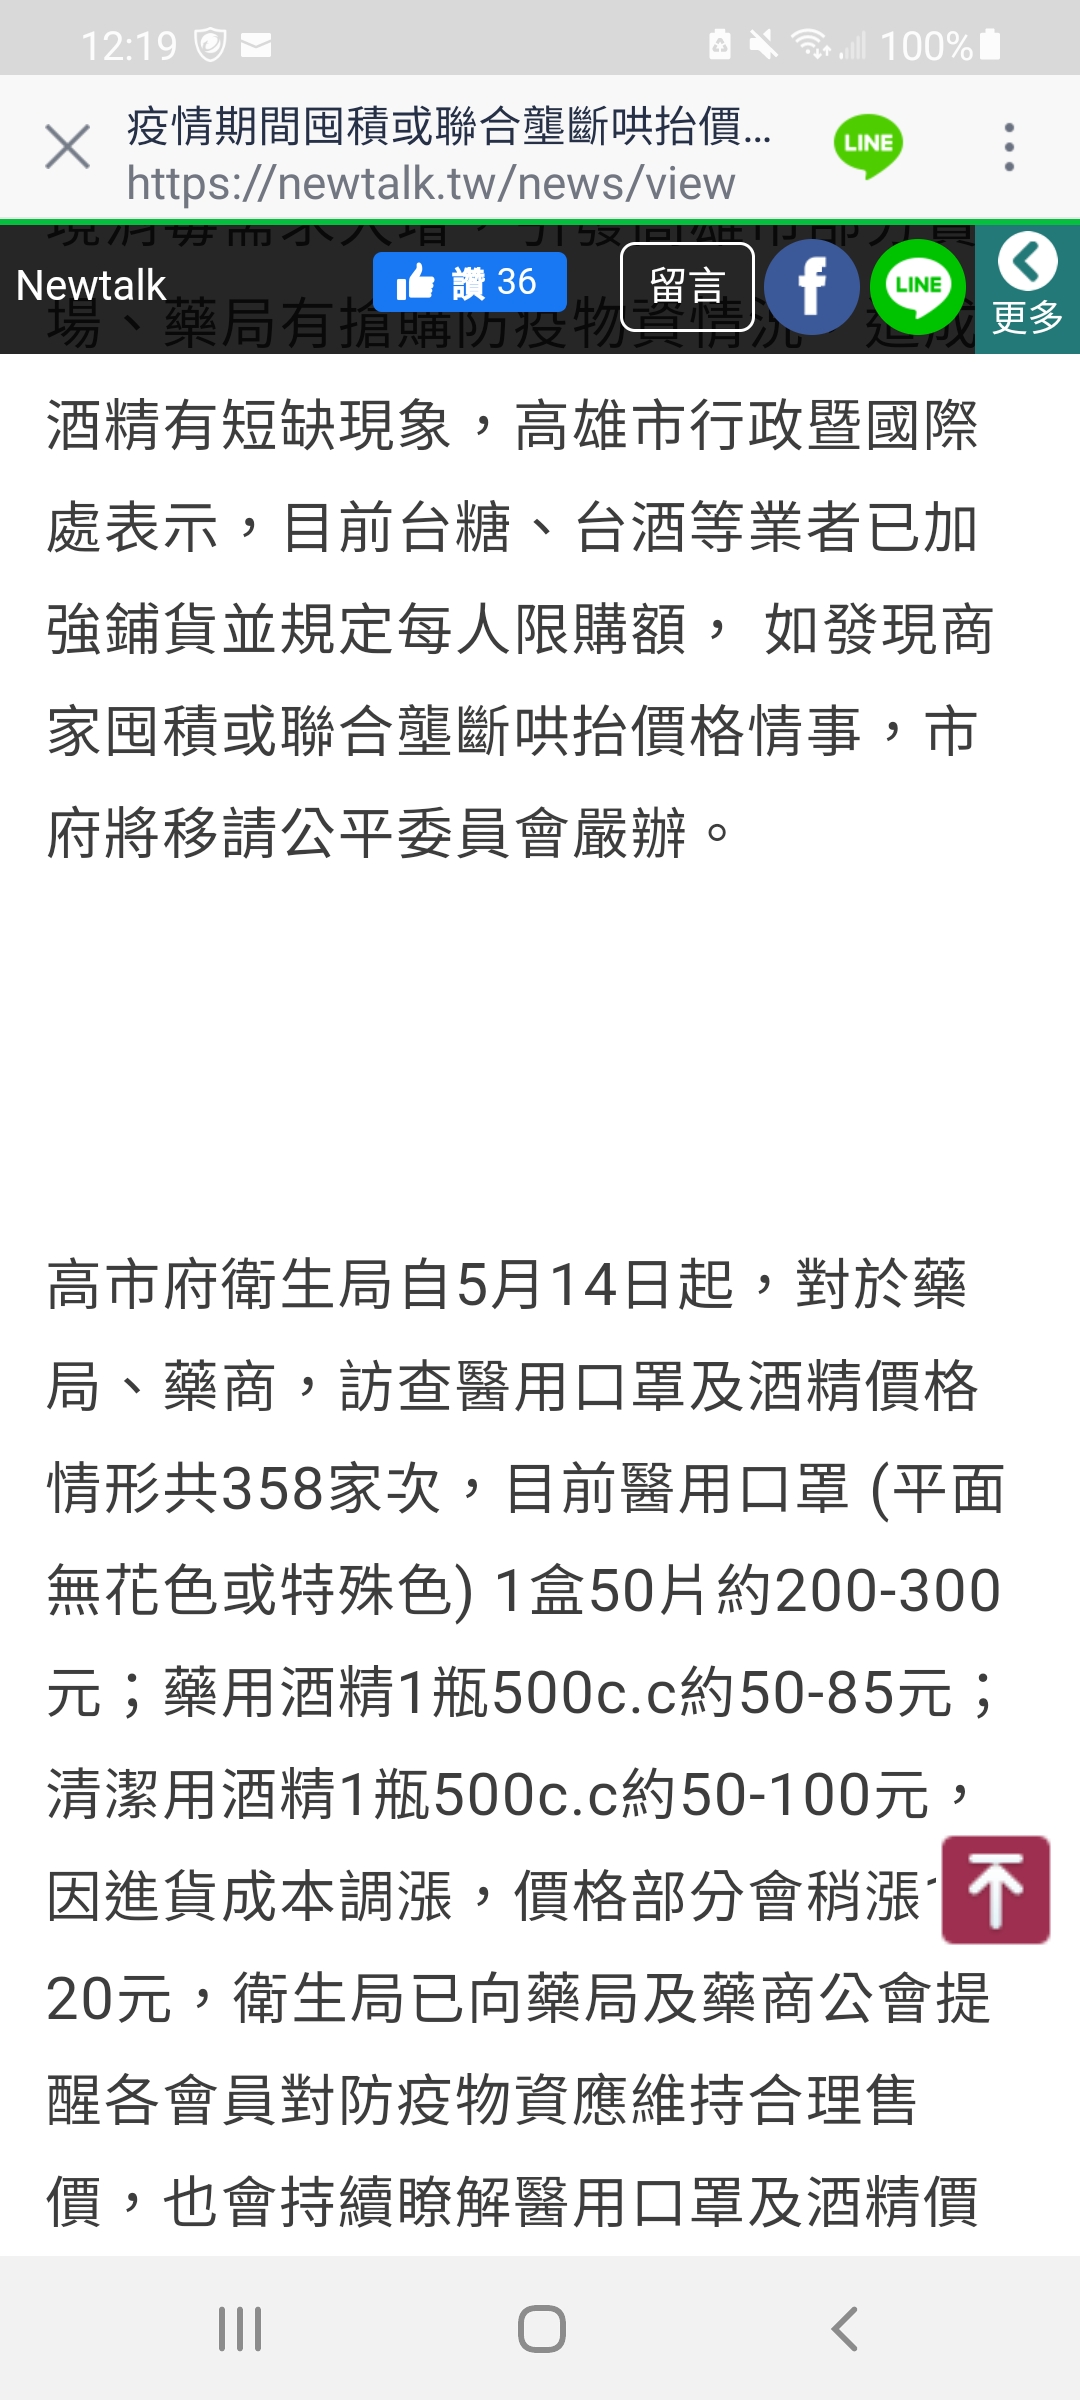 12:19
100%
疫情期間囤積或聯合壟斷哄抬價...
LINE
https://newtalk.tw/news/view
Newtalk
讚 36
留言
LINE
更多
場、藥局有搶購防疫物資情況，造成
酒精有短缺現象，高雄市行政暨國際
處表示，目前台糖、台酒等業者已加
強鋪貨並規定每人限購額， 如發現商
家囤積或聯合壟斷哄抬價格情事，市
府將移請公平委員會嚴辦。
高市府衛生局自5月14日起，對於藥
局、藥商，訪查醫用口罩及酒精價格
情形共358家次，目前醫用口罩 (平面
無花色或特殊色) 1盒50片約200-300
元；藥用酒精1瓶500c.c約50-85元；
清潔用酒精1瓶500c.c約50-100元，
因進貨成本調漲，價格部分會稍漲
20元，衛生局已向藥局及藥商公會提
醒各會員對防疫物資應維持合理售
價，也會持續瞭解醫用口罩及酒精價